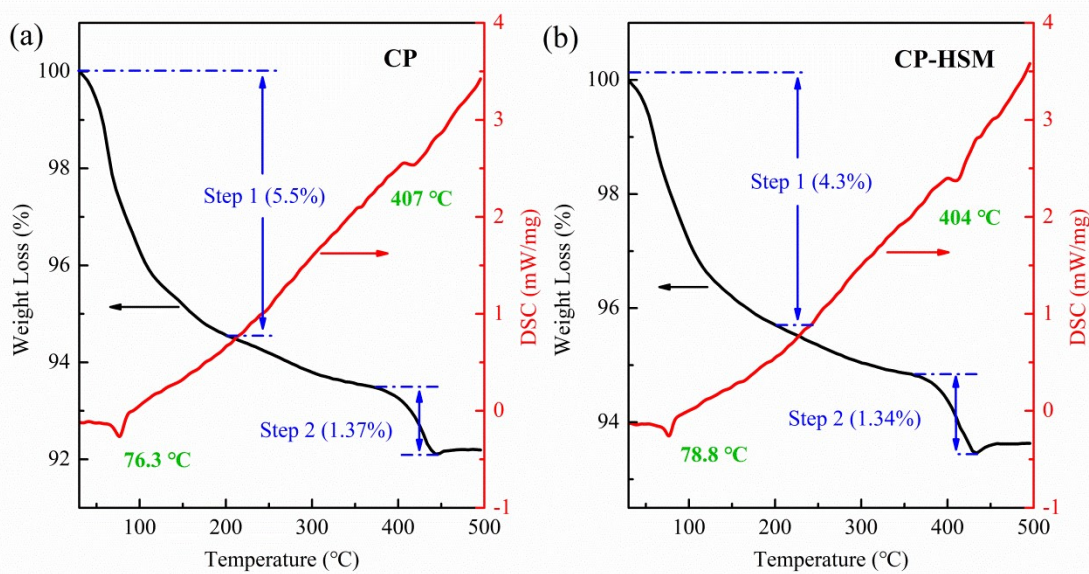 (a)
CP
Weight Loss (%)
100
98
96
94
92
Step 1 (5.5%)
407 ℃
Step 2 (1.37%)
76.3 ℃
4
3
2
1
0
-1
DSC (mW/mg)
100
200
300
400
500
Temperature (℃)
(b)
CP-HSM
Weight Loss (%)
100
98
96
94
Step 1 (4.3%)
404 ℃
Step 2 (1.34%)
78.8 ℃
4
3
2
1
0
-1
DSC (mW/mg)
100
200
300
400
500
Temperature (℃)